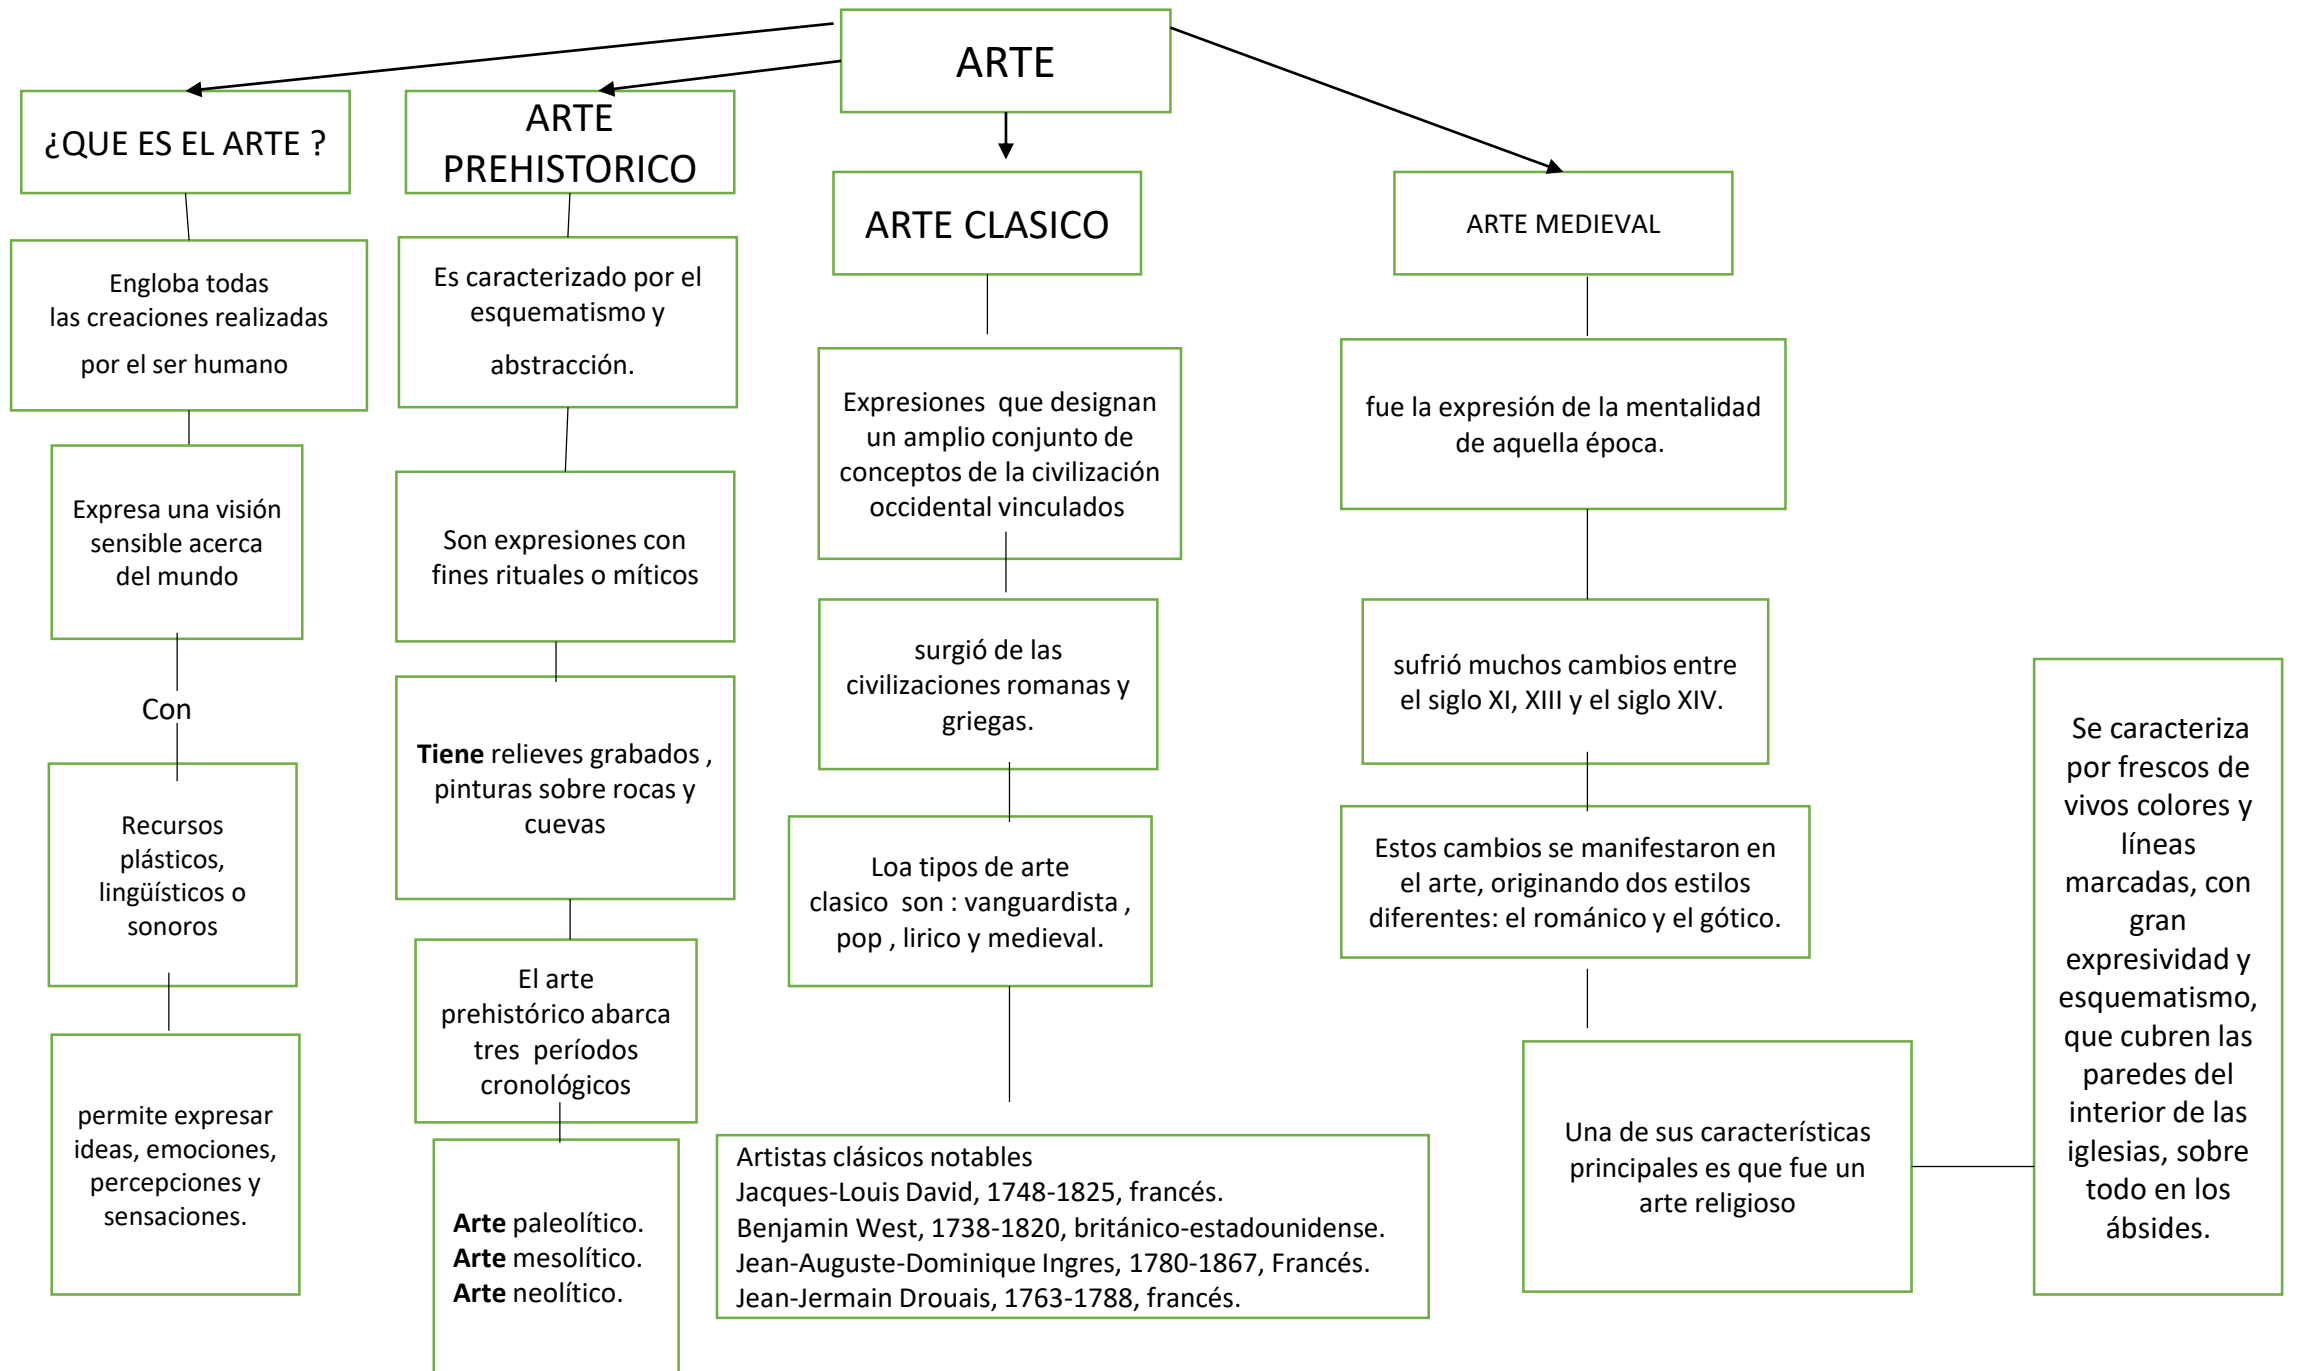 ARTE
¿QUE ES EL ARTE ?
Engloba todas
las creaciones realizadas
por el ser humano
Expresa una visión
sensible acerca
del mundo
Con
Recursos
plásticos,
lingüísticos o
sonoros
permite expresar
ideas, emociones,
percepciones y
sensaciones.
ARTE
PREHISTORICO
Es caracterizado por el
esquematismo y
abstracción.
Son expresiones con
fines rituales o míticos
Tiene relieves grabados ,
pinturas sobre rocas y
cuevas
El arte
prehistórico abarca
tres períodos
cronológicos
Arte paleolítico.
Arte mesolítico.
Arte neolítico.
ARTE CLASICO
Expresiones que designan
un amplio conjunto de
conceptos de la civilización
occidental vinculados
surgió de las
civilizaciones romanas y
griegas.
Loa tipos de arte
clasico son : vanguardista ,
pop , lirico y medieval.
Artistas clásicos notables
Jacques-Louis David, 1748-1825, francés.
Benjamin West, 1738-1820, británico-estadounidense.
Jean-Auguste-Dominique Ingres, 1780-1867, Francés.
Jean-Jermain Drouais, 1763-1788, francés.
ARTE MEDIEVAL
fue la expresión de la mentalidad
de aquella época.
sufrió muchos cambios entre
el siglo XI, XIII y el siglo XIV.
Estos cambios se manifestaron en
el arte, originando dos estilos
diferentes: el románico y el gótico.
Una de sus características
principales es que fue un
arte religioso
Se caracteriza
por frescos de
vivos colores y
líneas
marcadas, con
gran
expresividad y
esquematismo,
que cubren las
paredes del
interior de las
iglesias, sobre
todo en los
ábsides.